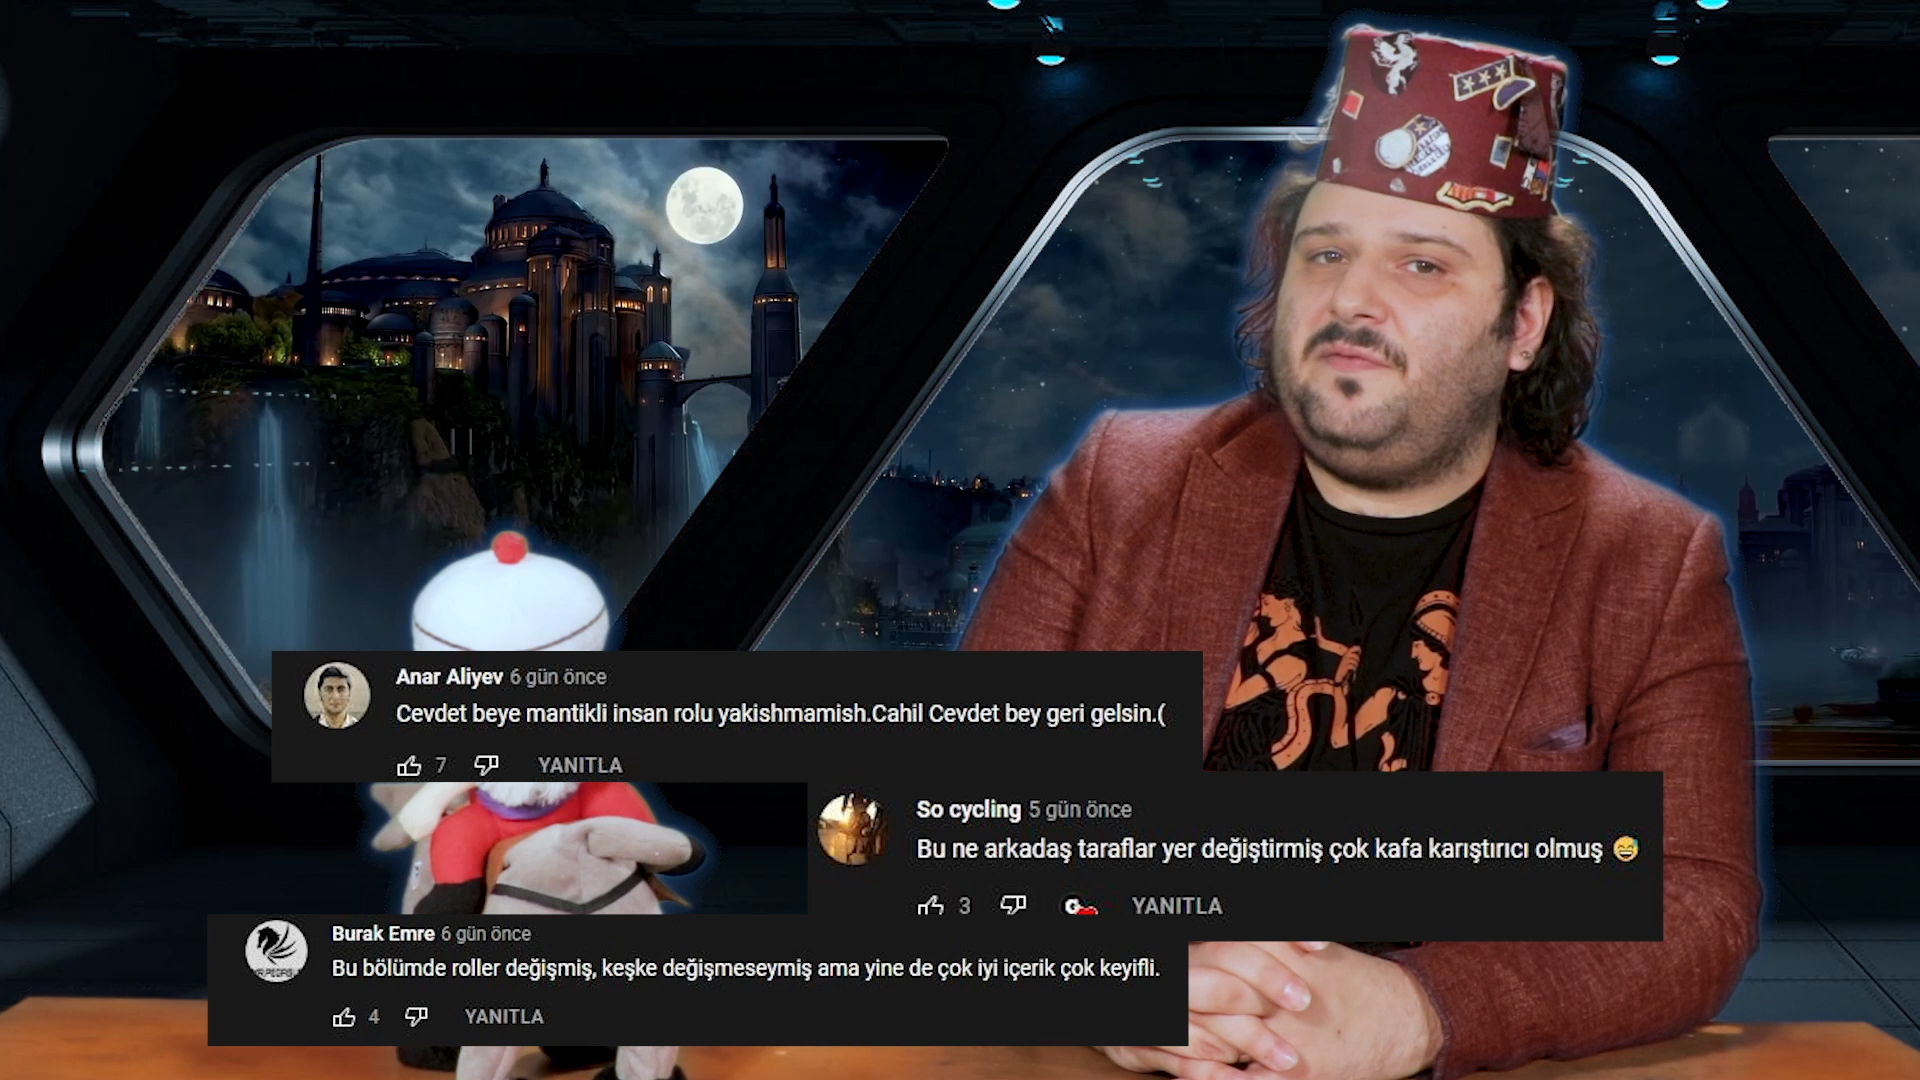 Anar Aliyev 6 gün önce
Cevdet beye mantikli insan rolu yakishmamish.Cahil Cevdet bey geri gelsin.(
7 YANITLA
So cycling 5 gün önce
Bu ne arkadaş taraflar yer değiştirmiş çok kafa karıştırıcı olmuş 😅
3 YANITLA
Burak Emre 6 gün önce
Bu bölümde roller değişmiş, keşke değişmeseymiş ama yine de çok iyi içerik çok keyifli.
4 YANITLA